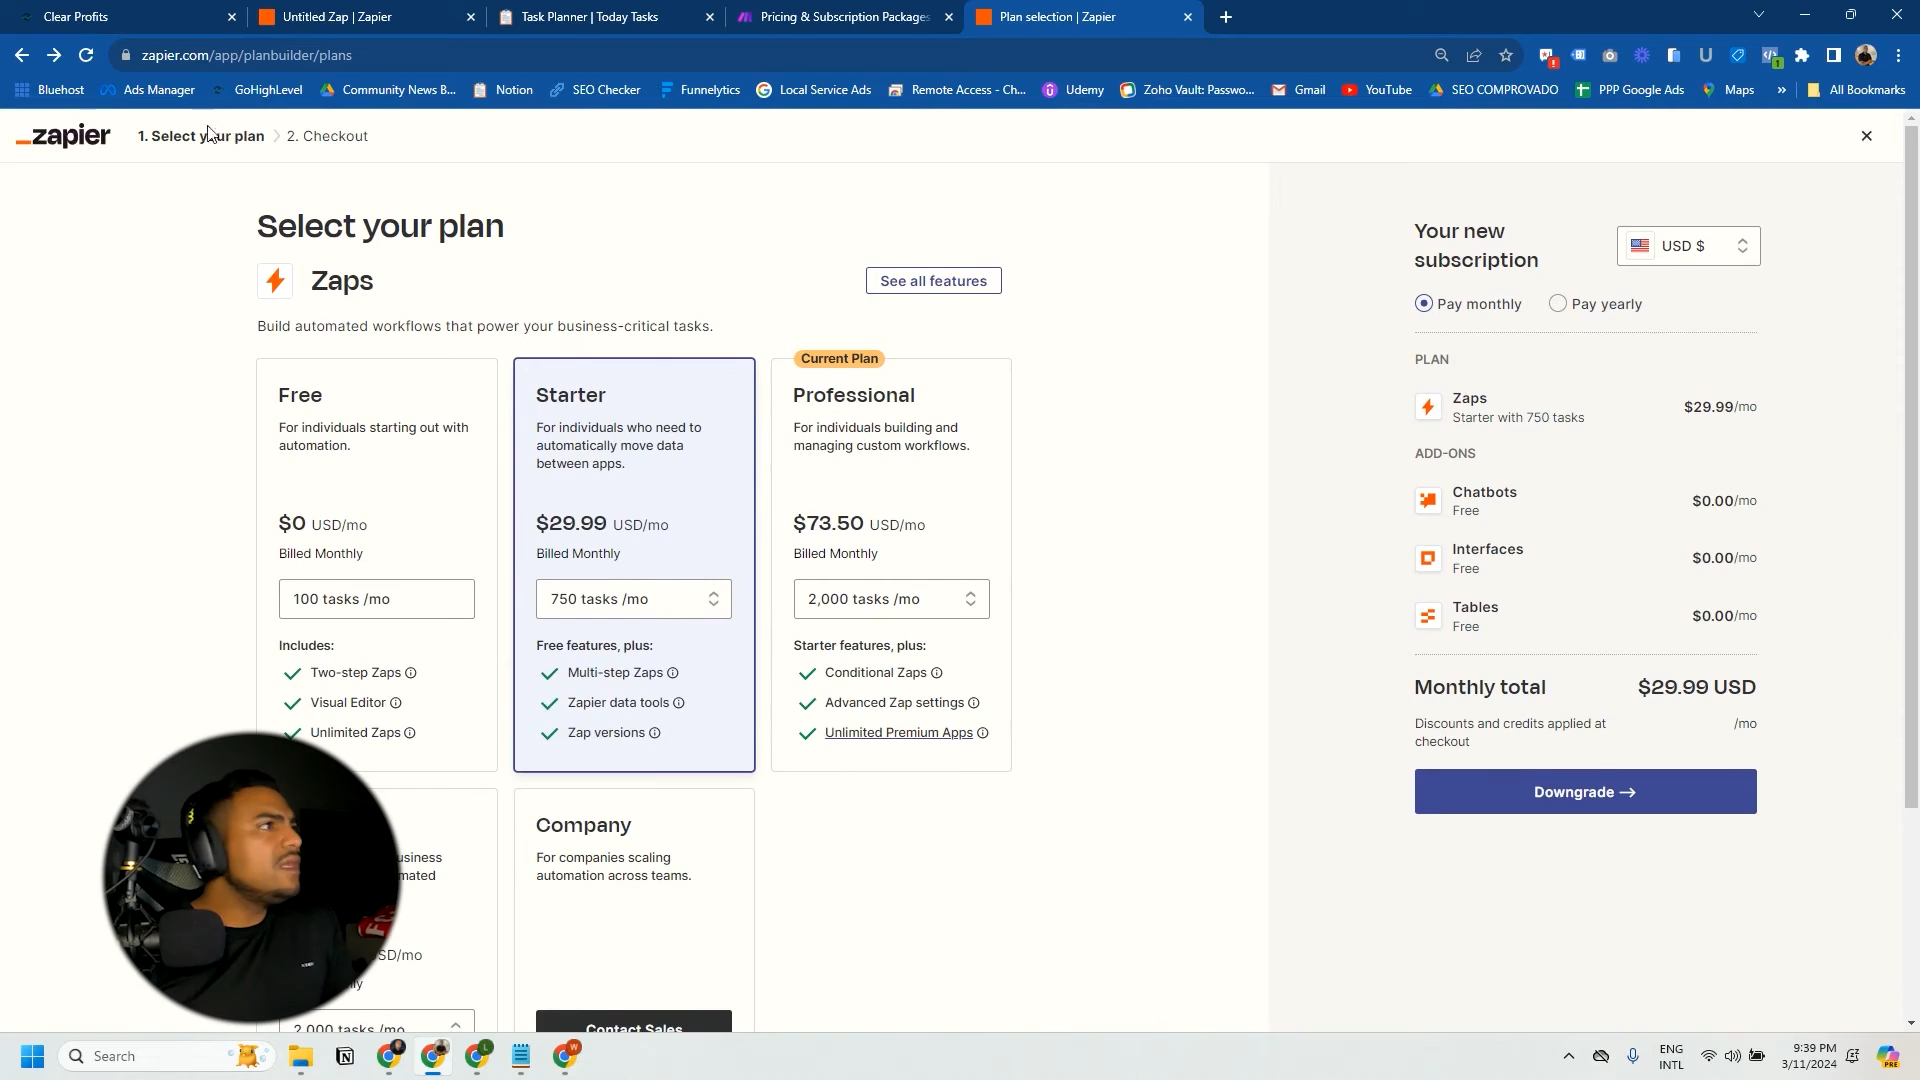 Clear Profits
Untitled Zap | Zapier
Task Planner | Today Tasks
Pricing & Subscription Packages
Plan selection | Zapier
zapier.com/app/planbuilder/plans
1
Bluehost
Ads Manager
GoHighLevel
Community News B...
Notion
SEO Checker
Funnelytics
Local Service Ads
Remote Access - Ch...
Udemy
Zoho Vault: Passwo...
Gmail
YouTube
SEO COMPROVADO
PPP Google Ads
Maps
»
All Bookmarks
zapier
1. Select your plan
2. Checkout
Select your plan
Zaps
See all features
Build automated workflows that power your business-critical tasks.
Free
For individuals starting out with
automation.
$0 USD/mo
Billed Monthly
100 tasks /mo
Includes:
Two-step Zaps
Visual Editor
Unlimited Zaps
Starter
For individuals who need to
automatically move data
between apps.
$29.99 USD/mo
Billed Monthly
750 tasks /mo
Free features, plus:
Multi-step Zaps
Zapier data tools
Zap versions
Current Plan
Professional
For individuals building and
managing custom workflows.
$73.50 USD/mo
Billed Monthly
2,000 tasks /mo
Starter features, plus:
Conditional Zaps
Advanced Zap settings
Unlimited Premium Apps
2,000 tasks /mo
Company
For companies scaling
automation across teams.
Contact Sales
Your new
subscription
USD $
Pay monthly
Pay yearly
PLAN
Zaps
Starter with 750 tasks
$29.99/mo
ADD-ONS
Chatbots
Free
$0.00/mo
Interfaces
Free
$0.00/mo
Tables
Free
$0.00/mo
Monthly total
$29.99 USD
Discounts and credits applied at
checkout
/mo
Downgrade →
Search
ENG
INTL
9:39 PM
3/11/2024
PRE